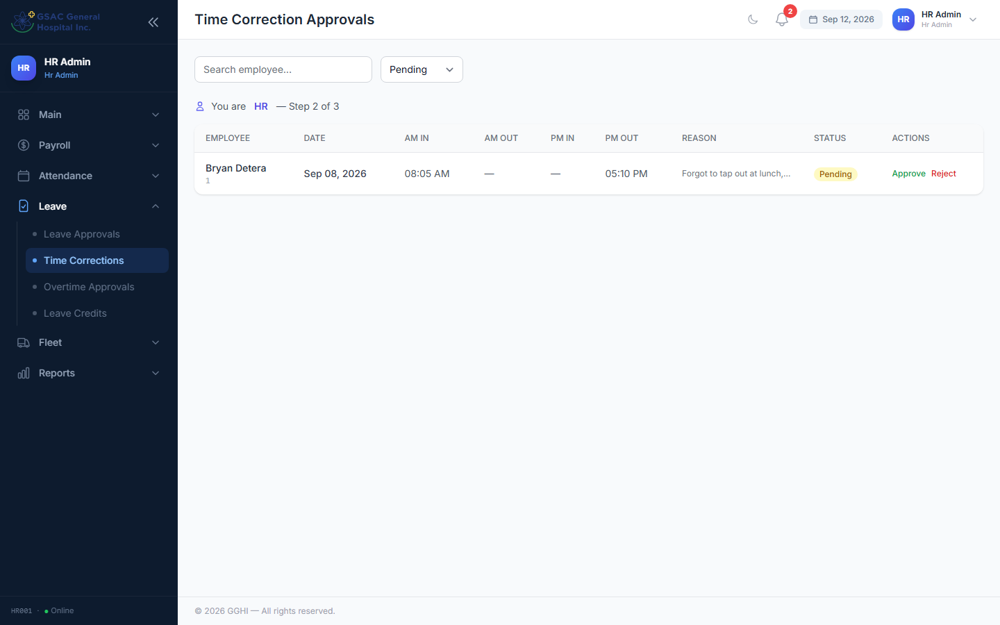 GSAC General
Hospital Inc.
HR
HR Admin
Hr Admin
Main
Payroll
Attendance
Leave
Leave Approvals
Time Corrections
Overtime Approvals
Leave Credits
Fleet
Reports
HR001 · Online
Time Correction Approvals
2
Sep 12, 2026
HR
HR Admin
Hr Admin
Search employee...
Pending
You are HR — Step 2 of 3
EMPLOYEE DATE AM IN AM OUT PM IN PM OUT REASON STATUS ACTIONS
Bryan Detera
1
Sep 08, 2026 08:05 AM — — 05:10 PM Forgot to tap out at lunch,... Pending Approve Reject
© 2026 GGHI — All rights reserved.